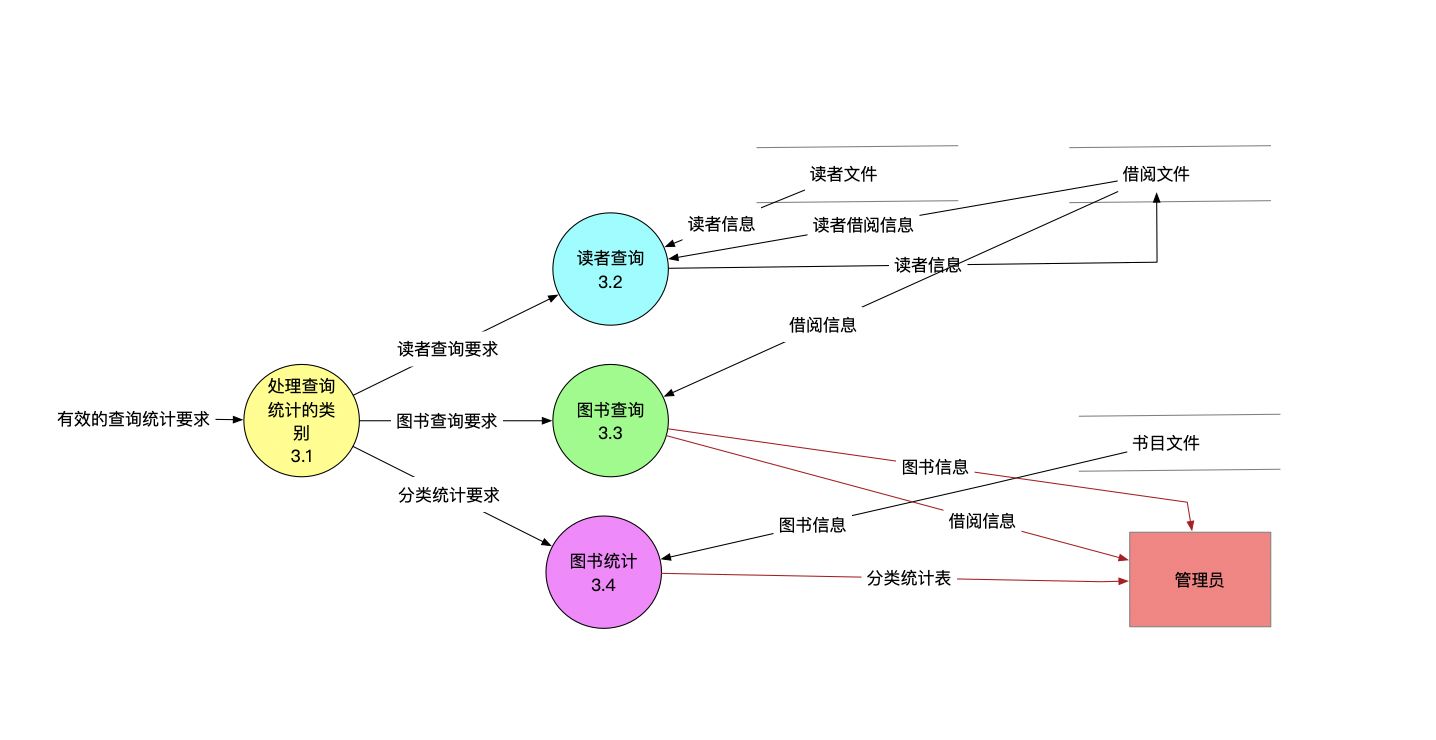 读者文件
借阅文件
读者信息
读者借阅信息
读者查询
3.2
读者信息
借阅信息
读者查询要求
处理查询
统计的类
别
3.1
有效的查询统计要求
图书查询要求
图书查询
3.3
书目文件
图书信息
分类统计要求
借阅信息
图书信息
图书统计
3.4
分类统计表
管理员